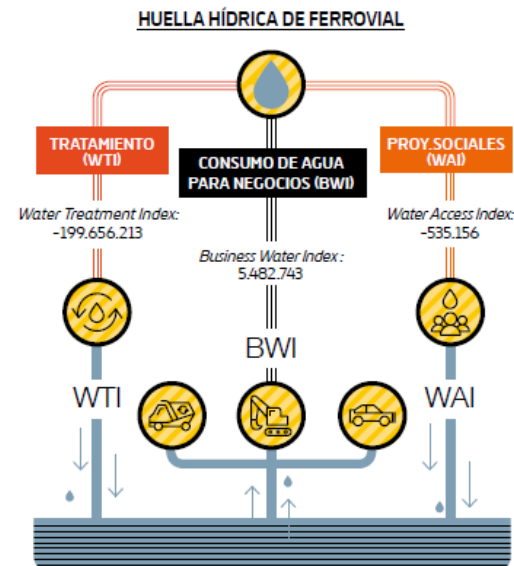 HUELLA HÍDRICA DE FERROVIAL
TRATAMIENTO
(WTI)
CONSUMO DE AGUA
PARA NEGOCIOS (BWI)
PROY.SOCIALES
(WAI)
Water Treatment Index:
-199.656.213
Business Water Index :
5.482.743
Water Access Index:
-535.156
WTI
BWI
WAI